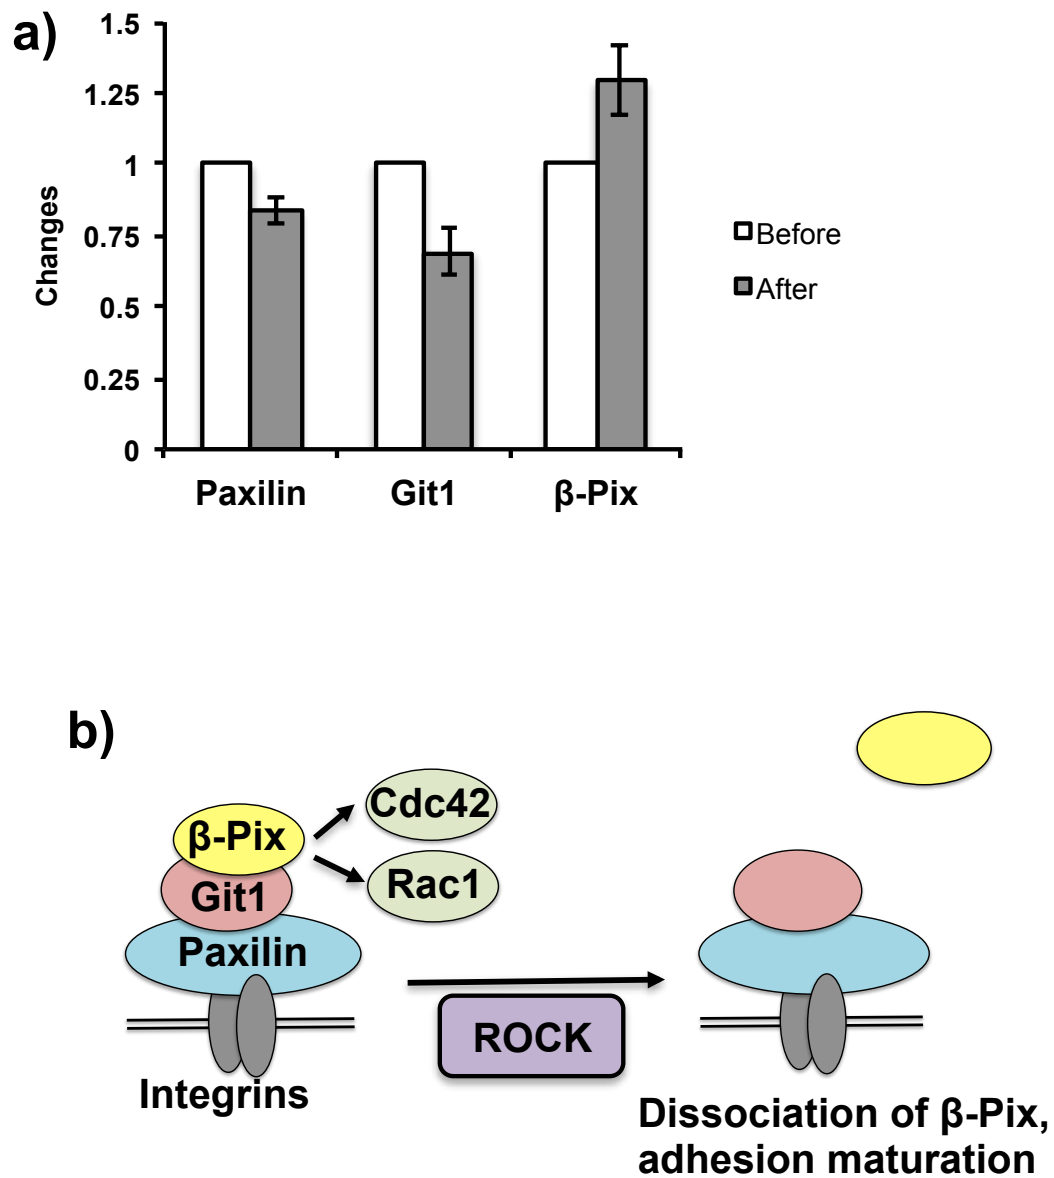 a)
1.5
1.25
1
0.75
0.5
0.25
0
Changes
Paxilin
Git1
β-Pix
Before
After
b)
β-Pix
Git1
Paxilin
Cdc42
Rac1
Integrins
ROCK
Dissociation of β-Pix,
adhesion maturation